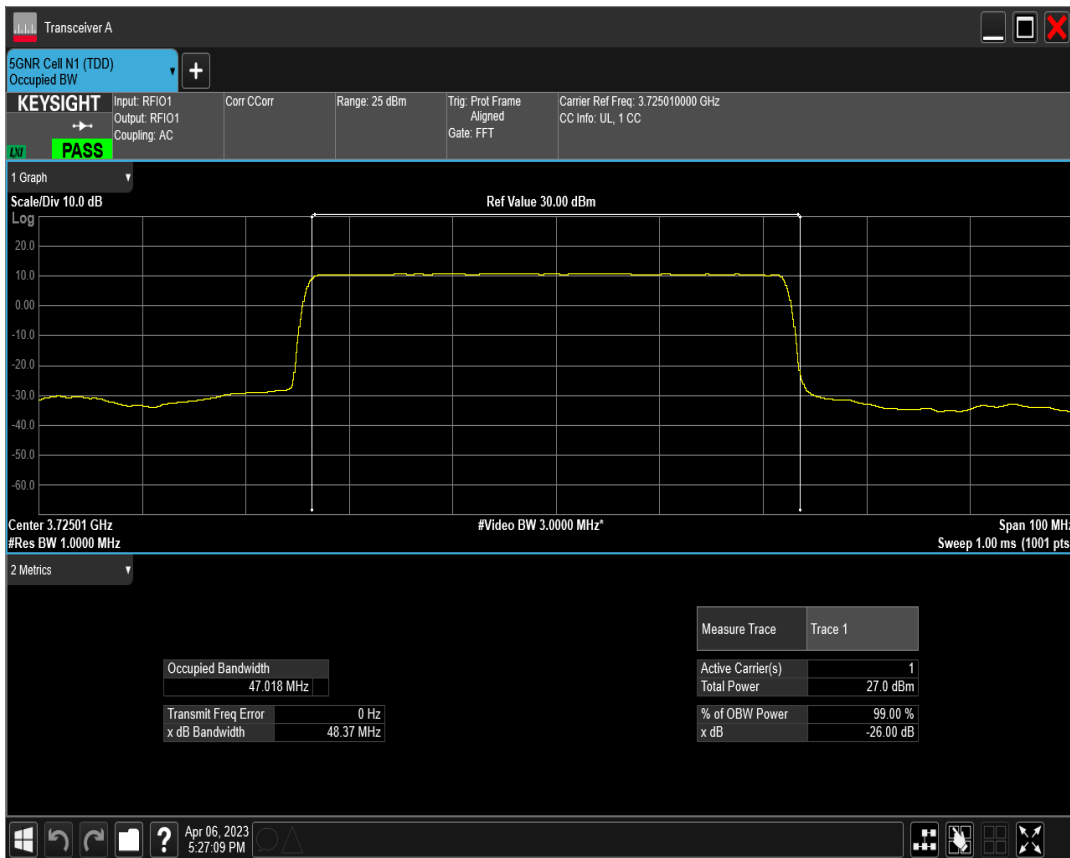 Transceiver A
5GNR Cell N1 (TDD)
Occupied BW
KEYSIGHT
LXI
PASS
Input: RFIO1
Output: RFIO1
Coupling: AC
Corr CCorr
Range: 25 dBm
Trig: Prot Frame
Aligned
Gate: FFT
Carrier Ref Freq: 3.725010000 GHz
CC Info: UL, 1 CC
1 Graph
Scale/Div 10.0 dB
Ref Value 30.00 dBm
Log
20.0
10.0
0.00
-10.0
-20.0
-30.0
-40.0
-50.0
-60.0
Center 3.72501 GHz
#Video BW 3.0000 MHz*
Span 100 MHz
#Res BW 1.0000 MHz
Sweep 1.00 ms (1001 pts
2 Metrics
Measure Trace Trace 1
Occupied Bandwidth
47.018 MHz
Active Carrier(s) 1
Total Power 27.0 dBm
Transmit Freq Error 0 Hz
x dB Bandwidth 48.37 MHz
% of OBW Power 99.00 %
x dB -26.00 dB
Apr 06, 2023
5:27:09 PM